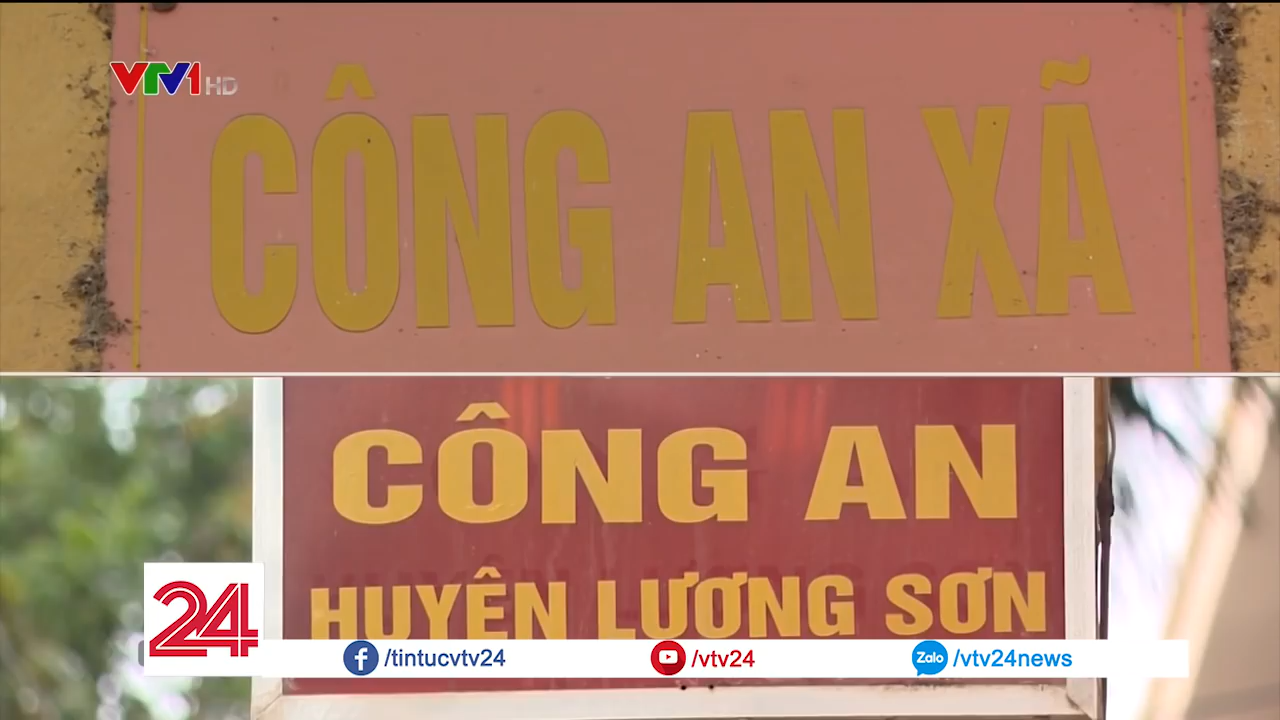 VTV1 HD
CÔNG AN XÃ
CÔNG AN
HUYỆN LƯƠNG SƠN
24
/tintucvtv24 /vtv24 Zalo /vtv24news